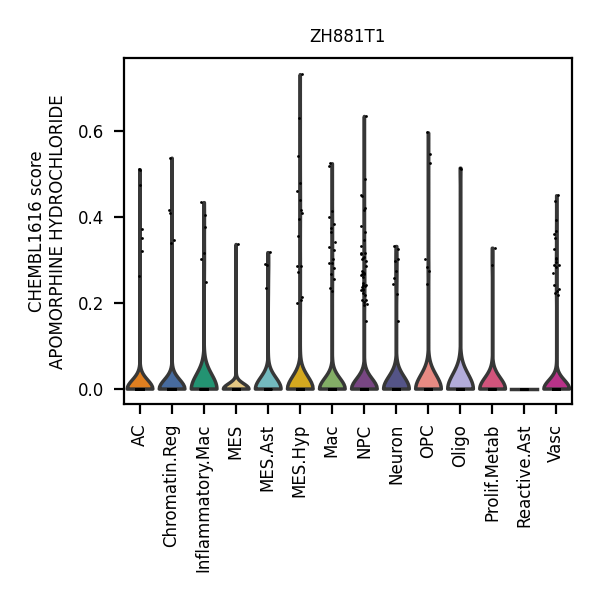 ZH881T1
CHEMBL1616 score
APOMORPHINE HYDROCHLORIDE
0.6
0.4
0.2
0.0
AC
Chromatin.Reg
Inflammatory.Mac
MES
MES.Ast
MES.Hyp
Mac
NPC
Neuron
OPC
Oligo
Prolif.Metab
Reactive.Ast
Vasc